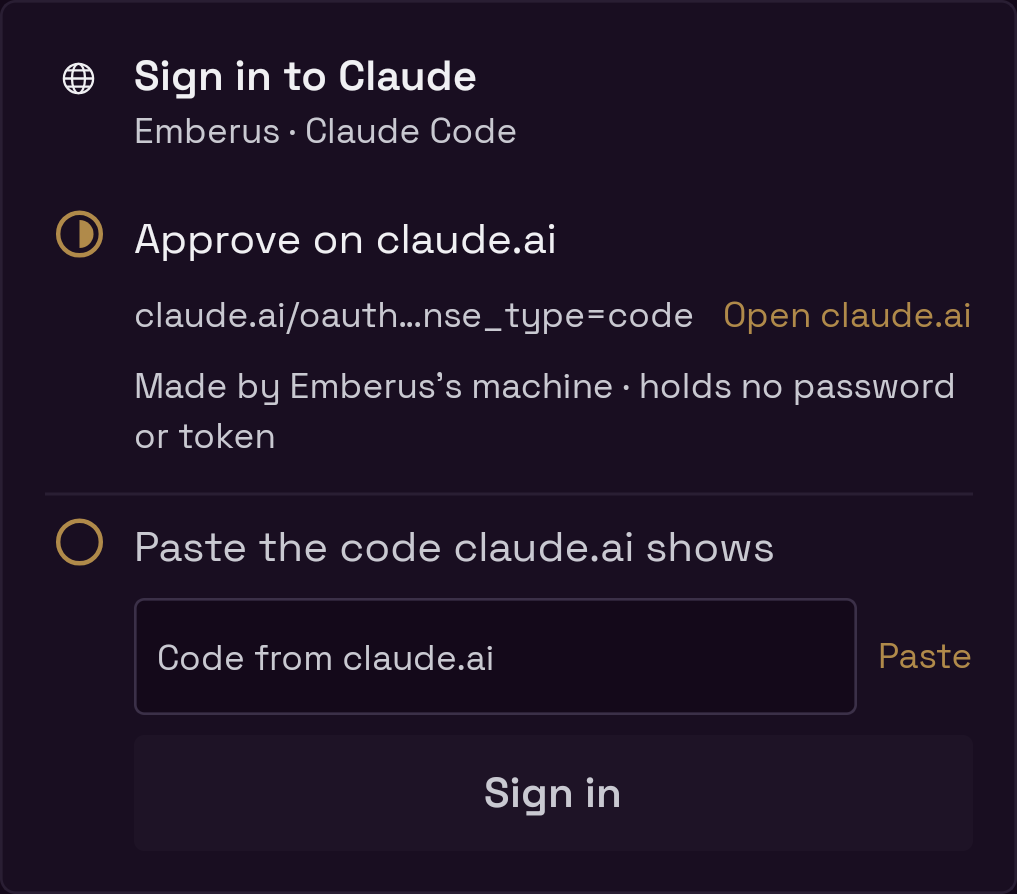 Sign in to Claude
Emberus · Claude Code
Approve on claude.ai
claude.ai/oauth…nse_type=code Open claude.ai
Made by Emberus’s machine · holds no password
or token
Paste the code claude.ai shows
Code from claude.ai Paste
Sign in